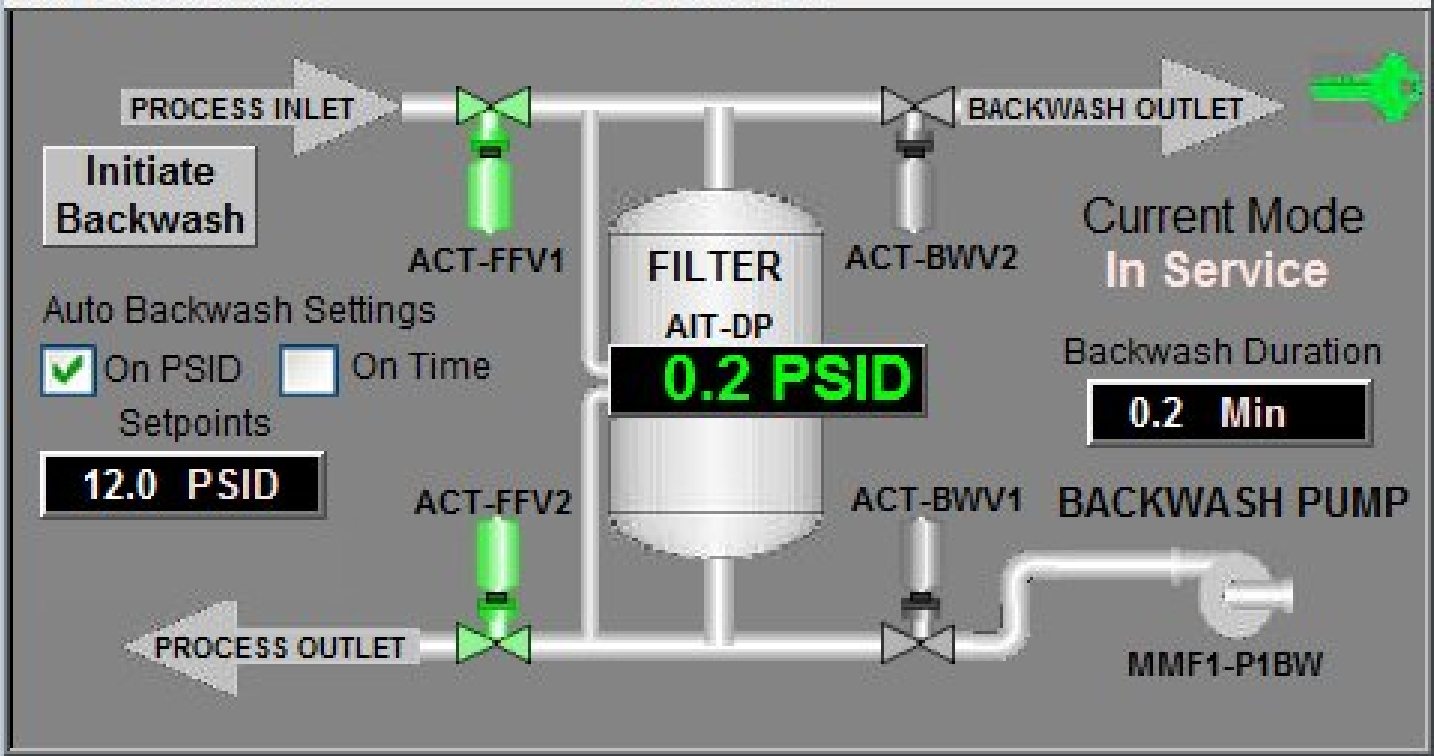 PROCESS INLET
BACKWASH OUTLET
Initiate
Backwash
ACT-FFV1
ACT-BWV2
Current Mode
In Service
FILTER
AIT-DP
0.2 PSID
Auto Backwash Settings
On PSID
On Time
Setpoints
12.0 PSID
Backwash Duration
0.2 Min
ACT-FFV2
ACT-BWV1
BACKWASH PUMP
PROCESS OUTLET
MMF1-P1BW